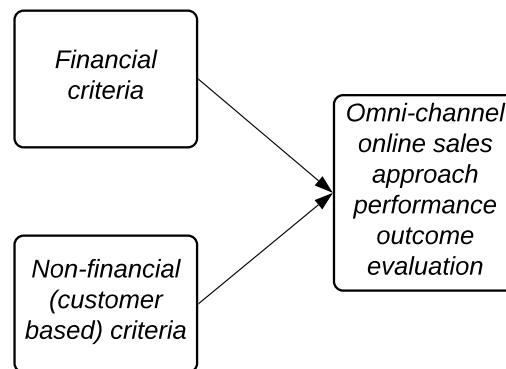 Financial
criteria
Omni-channel
online sales
approach
performance
outcome
evaluation
Non-financial
(customer
based) criteria